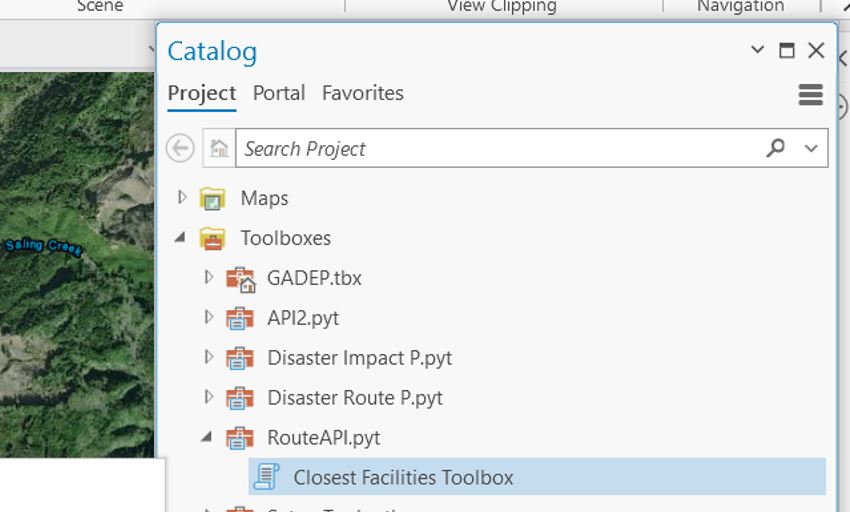 Scene View Clipping Navigation
Catalog
Project Portal Favorites
Search Project
Maps
Saling Creek
Toolboxes
GADEP.tbx
API2.pyt
Disaster Impact P.pyt
Disaster Route P.pyt
RouteAPI.pyt
Closest Facilities Toolbox